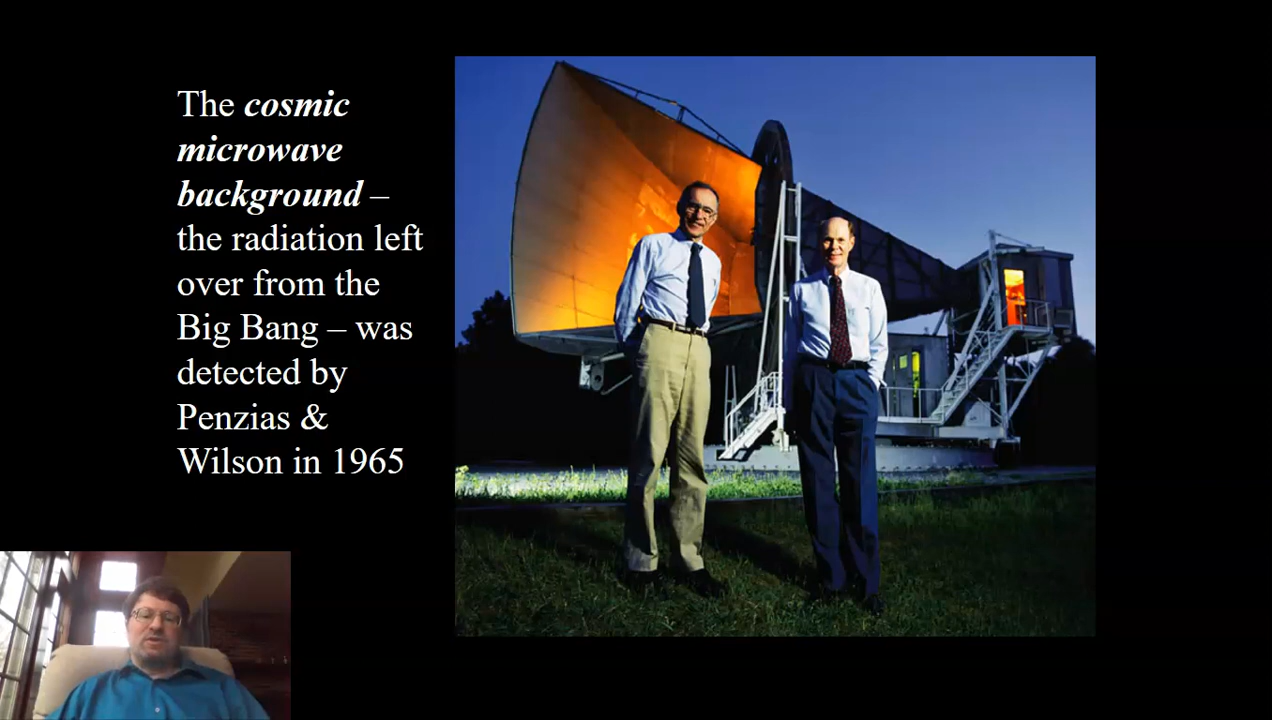 The cosmic
microwave
background –
the radiation left
over from the
Big Bang – was
detected by
Penzias &
Wilson in 1965